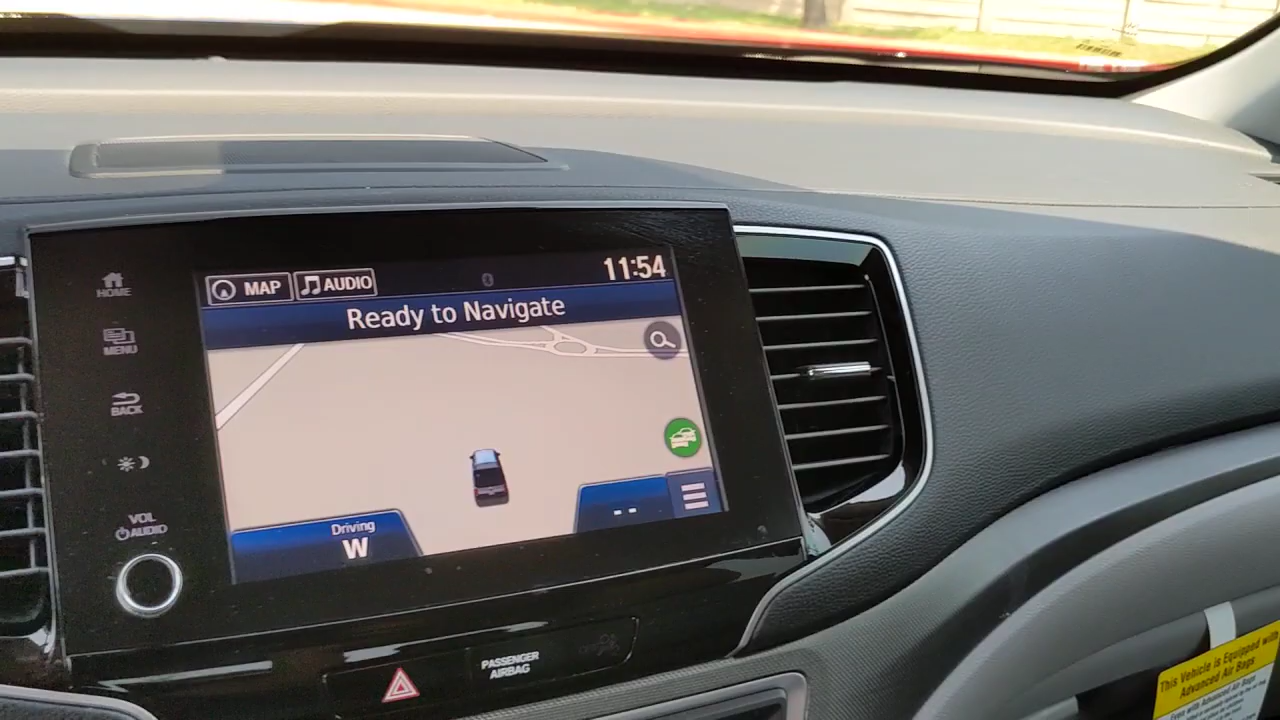 HOME
MENU
BACK
VOL
AUDIO
MAP
AUDIO
11:54
Ready to Navigate
Driving
W
--
PASSENGER
AIRBAG
This Vehicle is Equipped with
Advanced Air Bags